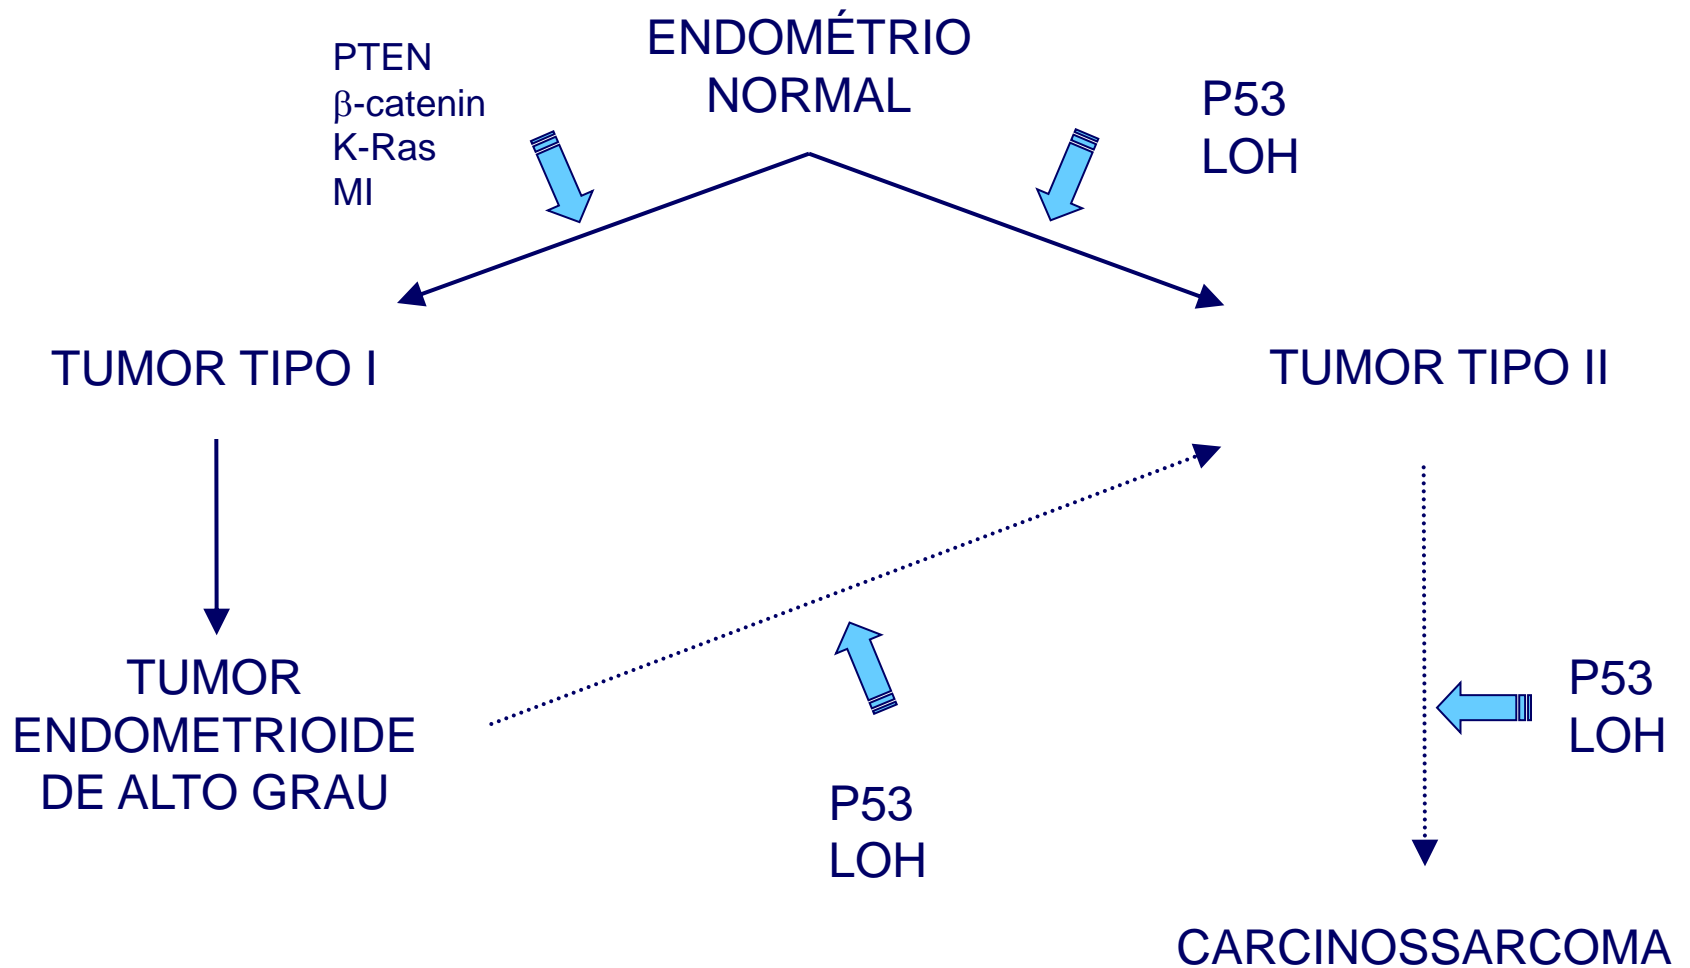 ENDOMÉTRIO
NORMAL
PTEN
β-catenin
K-Ras
MI
P53
LOH
TUMOR TIPO I
TUMOR TIPO II
TUMOR
ENDOMETRIOIDE
DE ALTO GRAU
P53
LOH
P53
LOH
CARCINOSSARCOMA